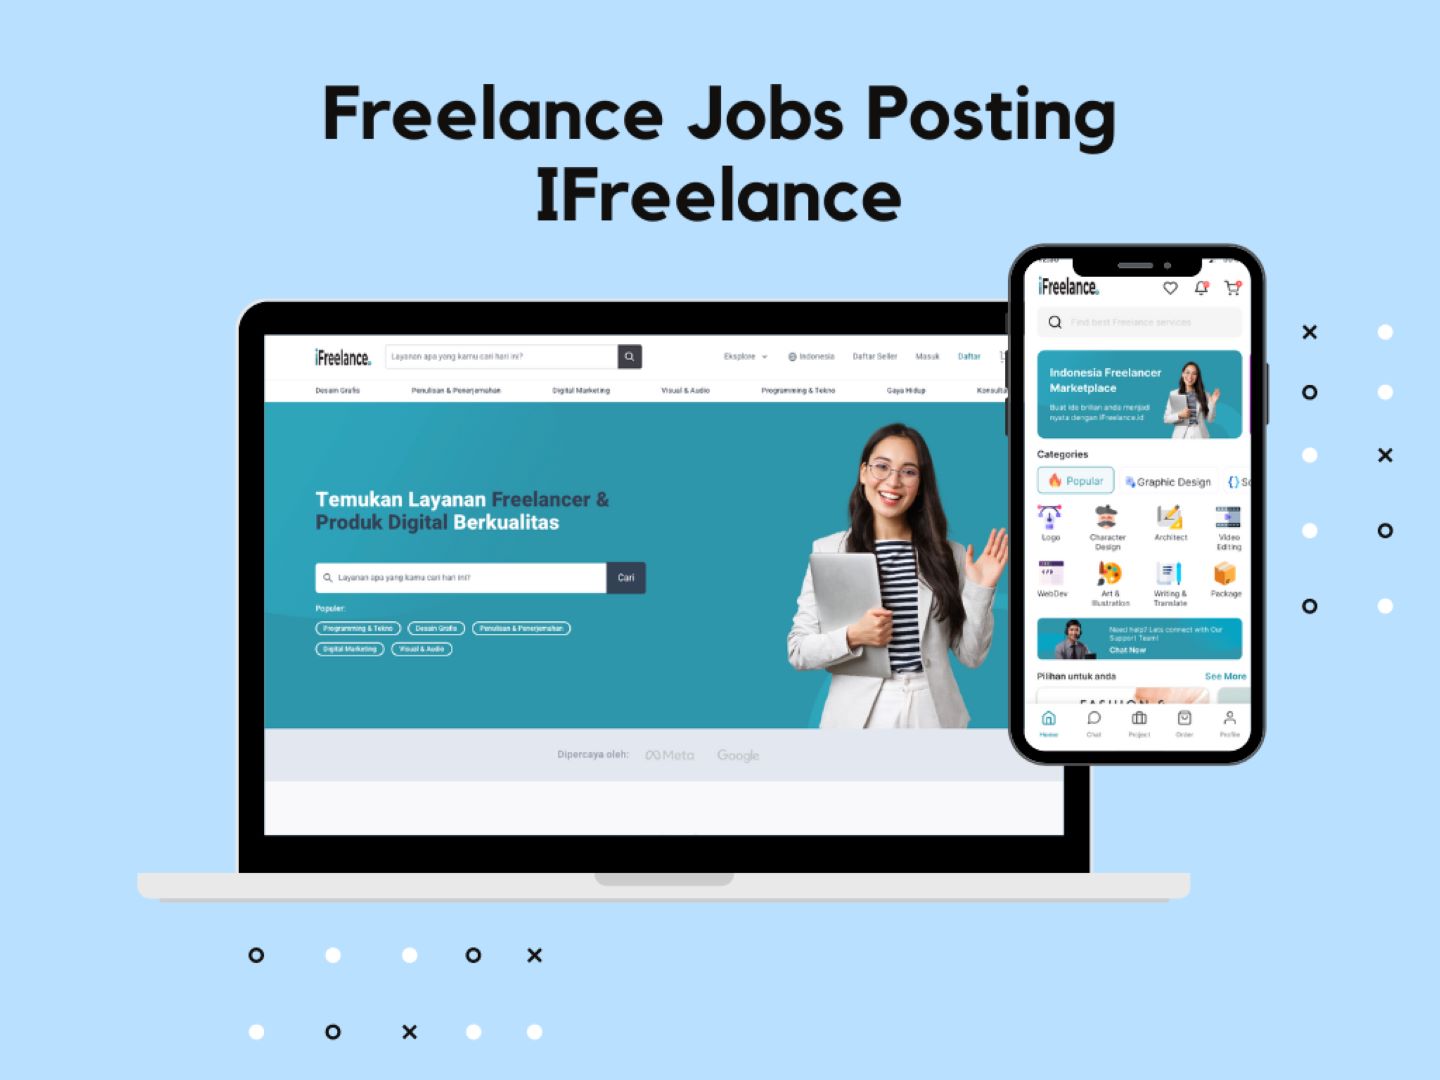 Freelance Jobs Posting
IFreelance
iFreelance.
Layanan apa yang kamu cari hari ini?
Eksplore
Indonesia
Daftar Seller
Masuk
Daftar
Desain Grafis
Penulisan & Penerjemahan
Digital Marketing
Visual & Audio
Programming & Tekno
Gaya Hidup
Konsulta
Temukan Layanan Freelancer &
Produk Digital Berkualitas
Layanan apa yang kamu cari hari ini?
Cari
Populer:
Programming & Tekno
Desain Grafis
Penulisan & Penerjemahan
Digital Marketing
Visual & Audio
Dipercaya oleh:
Meta
Google
iFreelance.
Find best Freelance services
Indonesia Freelancer
Marketplace
Buat ide brilian anda menjadi
nyata dengan IFreelance.id
Categories
Popular
Graphic Design
Logo
Character
Design
Architect
Video
Editing
WebDev
Art &
Illustration
Writing &
Translate
Package
Need help? Lets connect with Our
Support Team!
Chat Now
Pilihan untuk anda
See More
FASHION &
Home
Chat
Project
Order
Profile